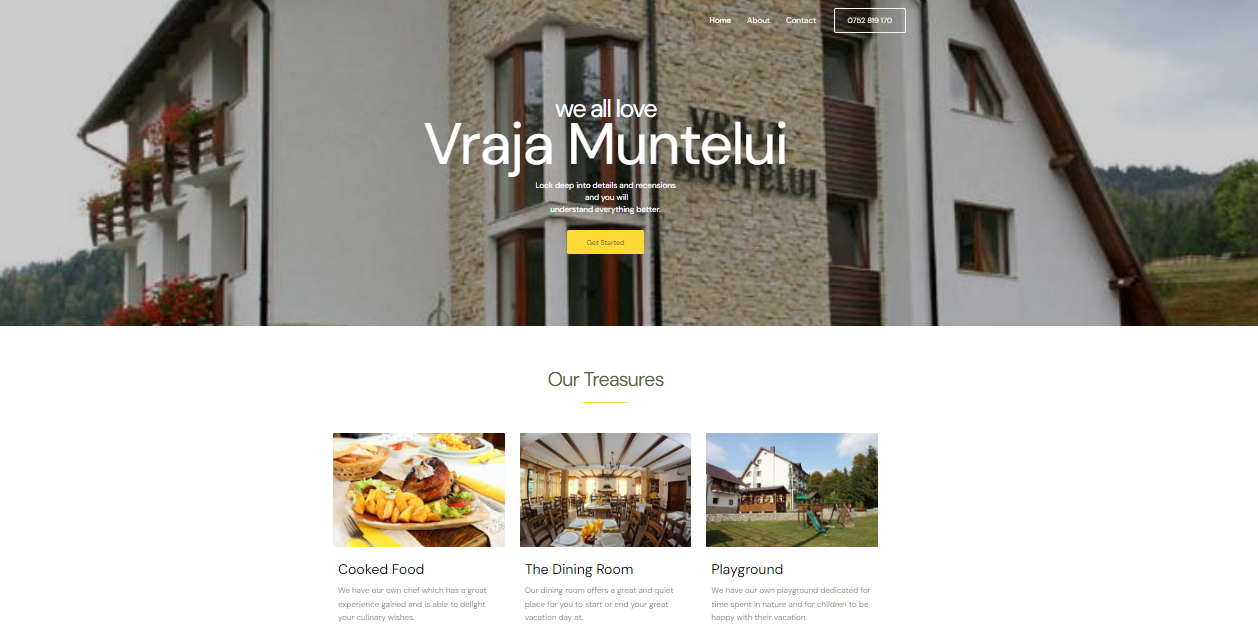 Home About Contact 0752 819 170
we all love
Vraja Muntelui
VRAJA
MUNTELUI
Look deep into details and recensions
and you will
understand everything better.
Get Started
Our Treasures
Cooked Food
We have our own chef which has a great
experience gained and is able to delight
your culinary wishes.
The Dining Room
Our dining room offers a great and quiet
place for you to start or end your great
vacation day at.
Playground
We have our own playground dedicated for
time spent in nature and for children to be
happy with their vacation.